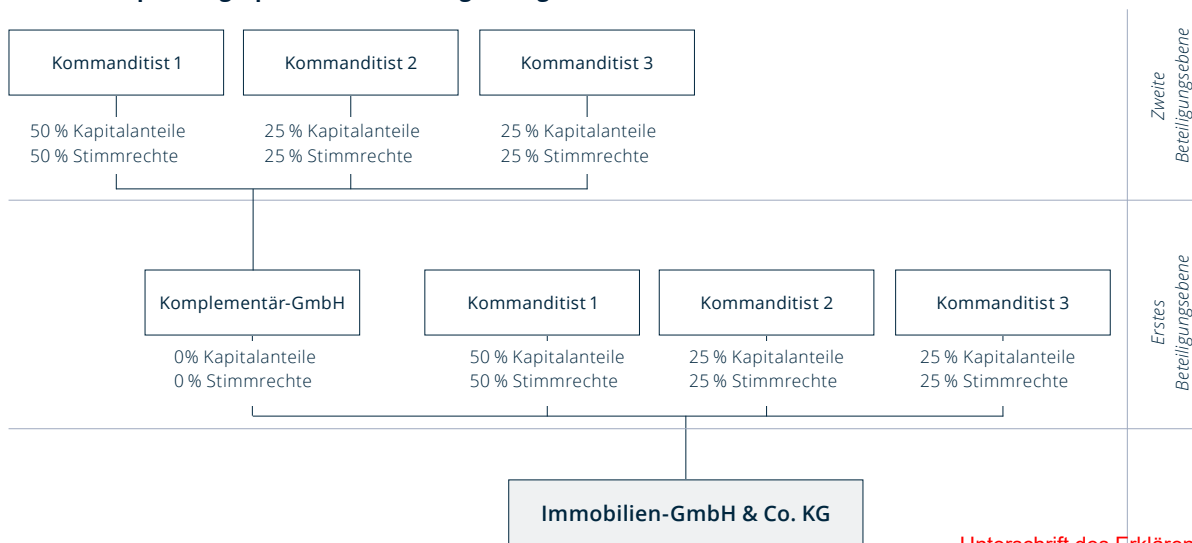 Kommanditist 1
Kommanditist 2
Kommanditist 3
50 % Kapitalanteile
50 % Stimmrechte
25 % Kapitalanteile
25 % Stimmrechte
25 % Kapitalanteile
25 % Stimmrechte
Zweite
Beteiligungsebene
Komplementär-GmbH
Kommanditist 1
Kommanditist 2
Kommanditist 3
0% Kapitalanteile
0 % Stimmrechte
50 % Kapitalanteile
50 % Stimmrechte
25 % Kapitalanteile
25 % Stimmrechte
25 % Kapitalanteile
25 % Stimmrechte
Erstes
Beteiligungsebene
Immobilien-GmbH & Co. KG
Unterschrift des